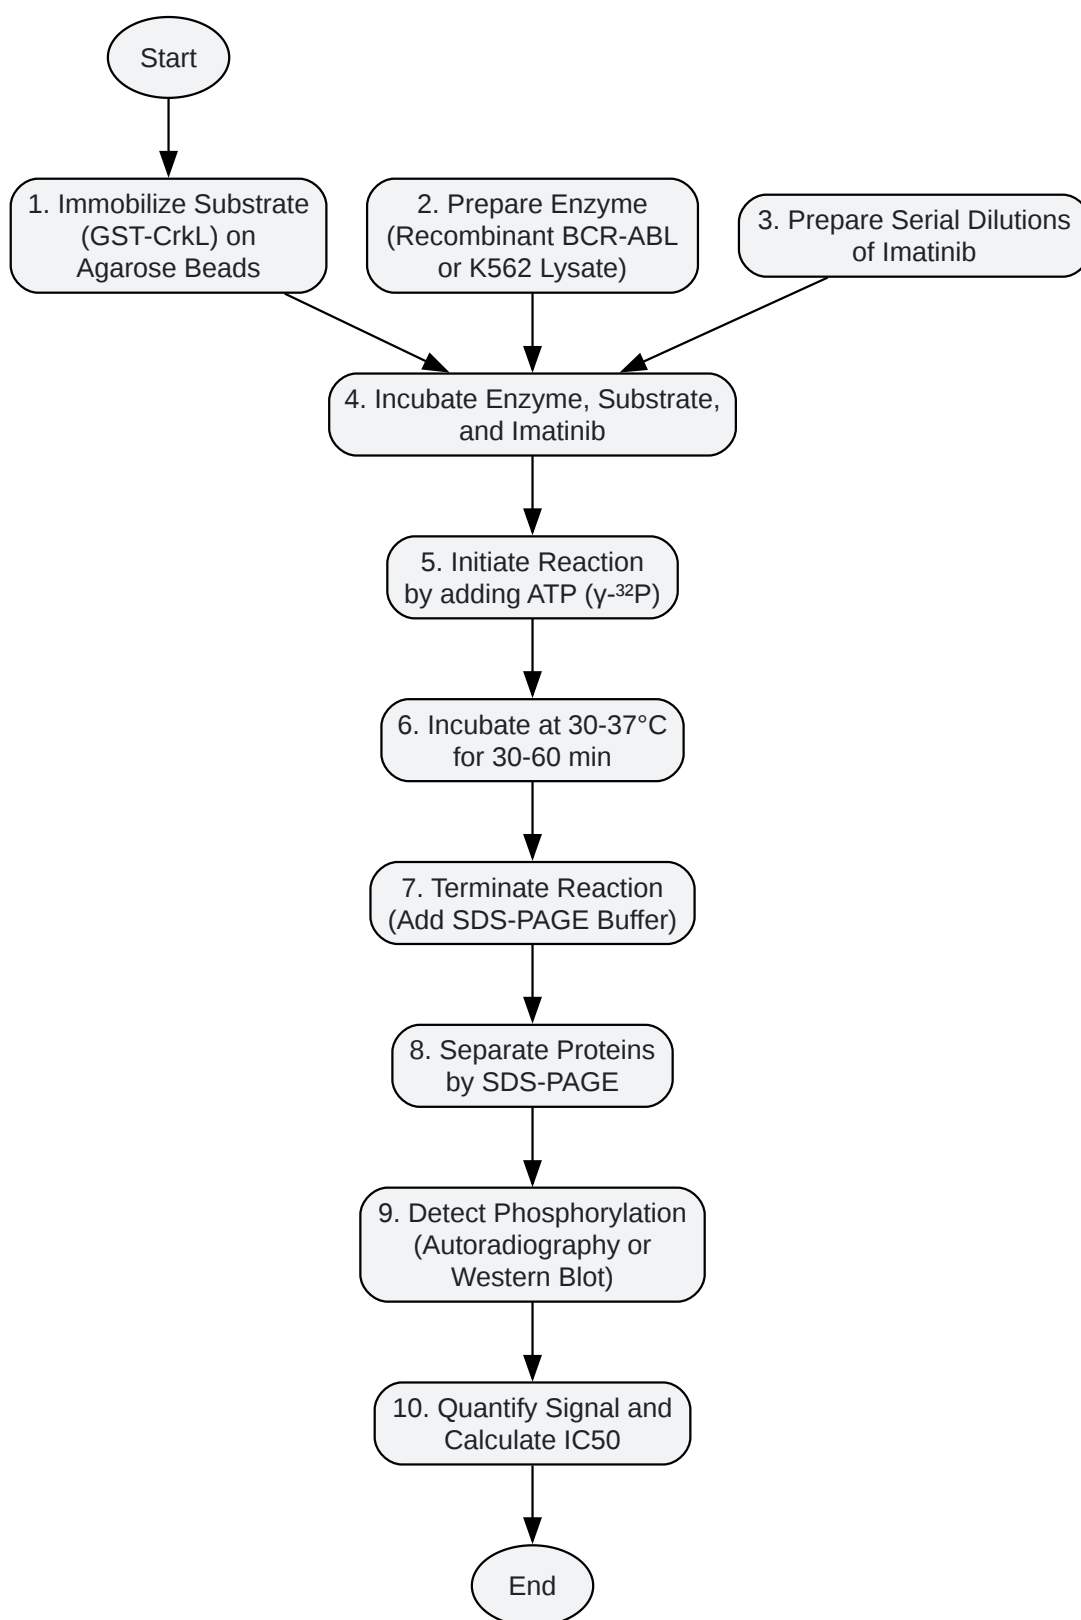 Start
1. Immobilize Substrate
(GST-CrkL) on
Agarose Beads
2. Prepare Enzyme
(Recombinant BCR-ABL
or K562 Lysate)
3. Prepare Serial Dilutions
of Imatinib
4. Incubate Enzyme, Substrate,
and Imatinib
5. Initiate Reaction
by adding ATP (γ-³²P)
6. Incubate at 30-37°C
for 30-60 min
7. Terminate Reaction
(Add SDS-PAGE Buffer)
8. Separate Proteins
by SDS-PAGE
9. Detect Phosphorylation
(Autoradiography or
Western Blot)
10. Quantify Signal and
Calculate IC50
End